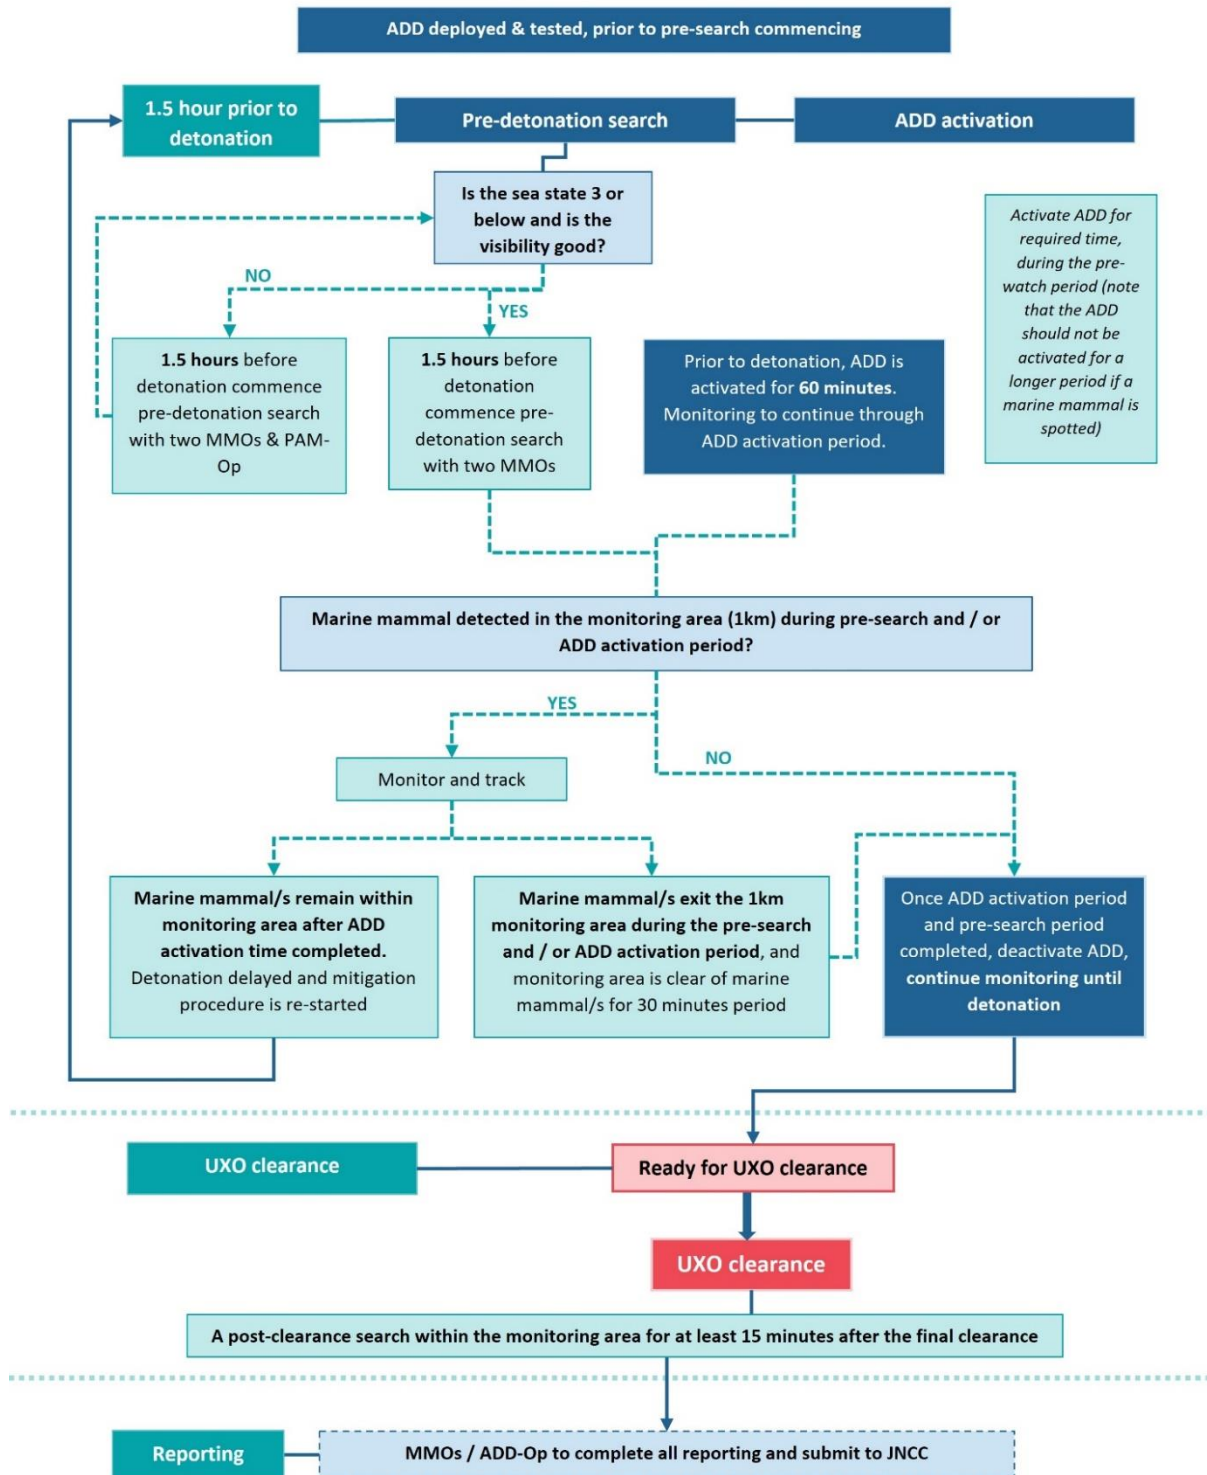 ADD deployed & tested, prior to pre-search commencing
1.5 hour prior to
detonation
Pre-detonation search
ADD activation
Is the sea state 3 or
below and is the
visibility good?
Activate ADD for
required time,
during the pre-
watch period (note
that the ADD
should not be
activated for a
longer period if a
marine mammal is
spotted)
NO
YES
1.5 hours before
detonation commence
pre-detonation search
with two MMOs & PAM-
Op
1.5 hours before
detonation
commence pre-
detonation search
with two MMOs
Prior to detonation, ADD is
activated for 60 minutes.
Monitoring to continue through
ADD activation period.
Marine mammal detected in the monitoring area (1km) during pre-search and / or
ADD activation period?
YES
NO
Monitor and track
Marine mammal/s remain within
monitoring area after ADD
activation time completed.
Detonation delayed and mitigation
procedure is re-started
Marine mammal/s exit the 1km
monitoring area during the pre-search
and / or ADD activation period, and
monitoring area is clear of marine
mammal/s for 30 minutes period
Once ADD activation period
and pre-search period
completed, deactivate ADD,
continue monitoring until
detonation
UXO clearance
Ready for UXO clearance
UXO clearance
A post-clearance search within the monitoring area for at least 15 minutes after the final clearance
Reporting
MMOs / ADD-Op to complete all reporting and submit to JNCC